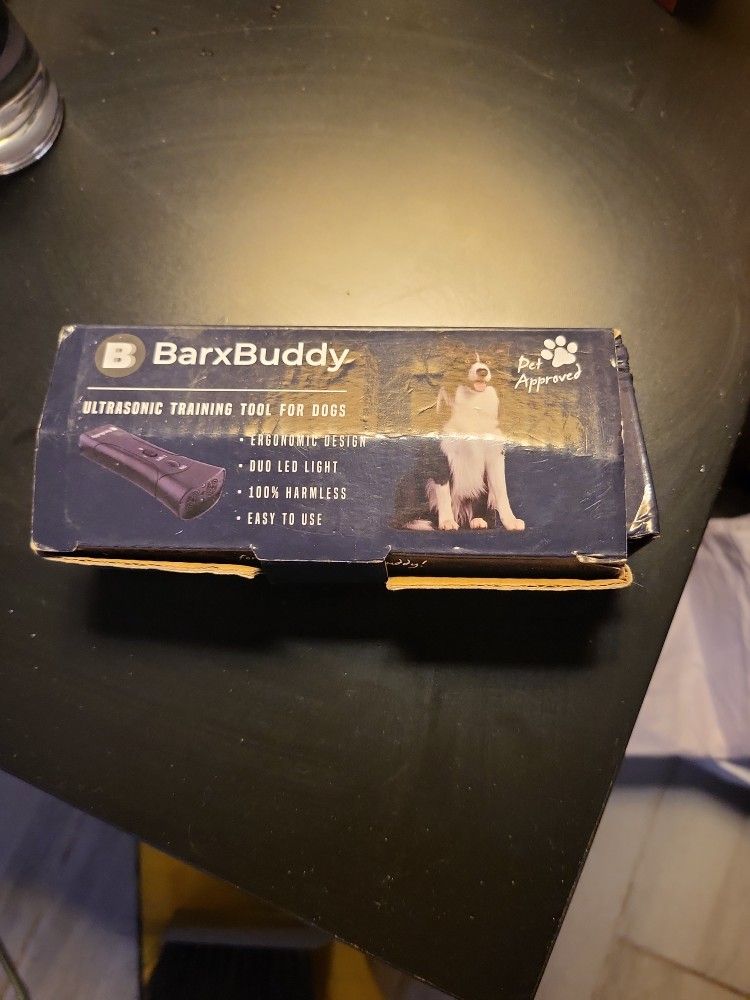 B BarxBuddy
Pet
Approved
ULTRASONIC TRAINING TOOL FOR DOGS
• ERGONOMIC DESIGN
• DUO LED LIGHT
• 100% HARMLESS
• EASY TO USE